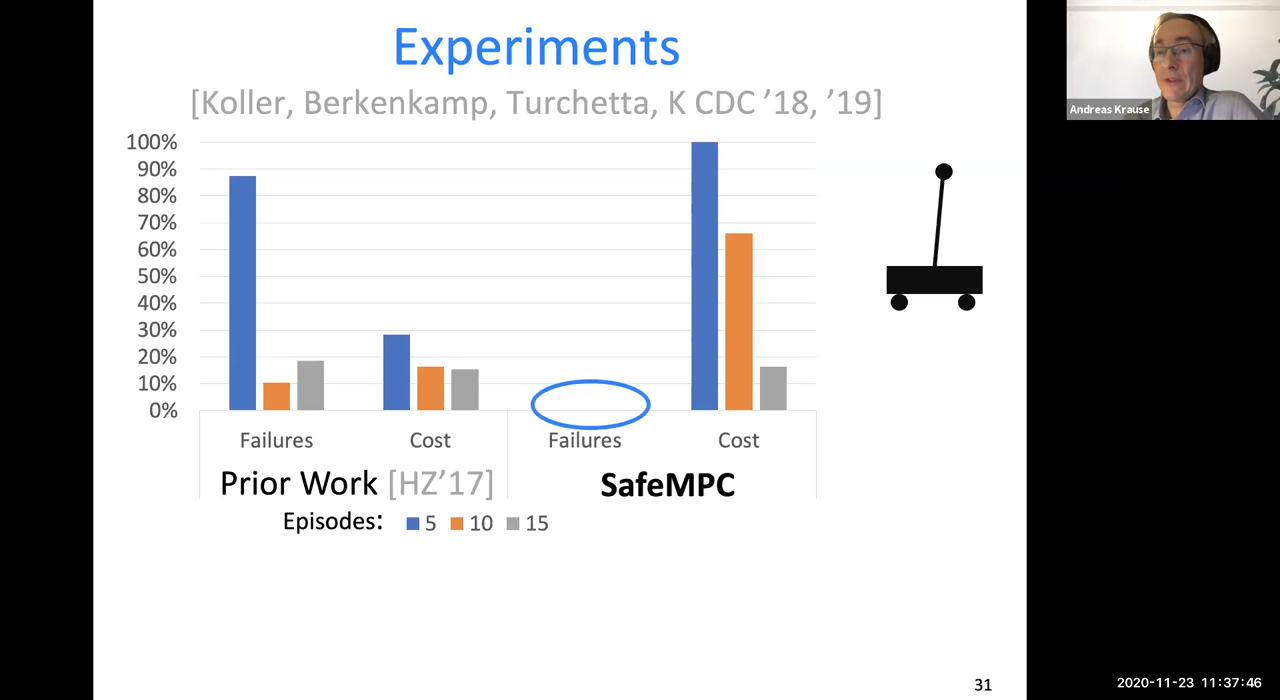 Experiments
[Koller, Berkenkamp, Turchetta, K CDC ’18, ’19]
Andreas Krause
100%
90%
80%
70%
60%
50%
40%
30%
20%
10%
0%
Failures Cost Failures Cost
Prior Work [HZ’17] SafeMPC
Episodes: 5 10 15
31
2020-11-23 11:37:46